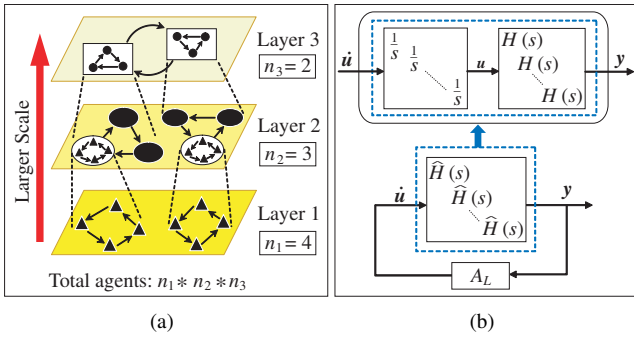 Larger Scale
Layer 3
n₃ = 2
Layer 2
n₂ = 3
Layer 1
n₁ = 4
Total agents: n₁ * n₂ * n₃
(a)
u̇
1/s
1/s
1/s
u
H (s)
H (s)
H (s)
y
u̇
Ĥ (s)
Ĥ (s)
Ĥ (s)
y
A_L
(b)